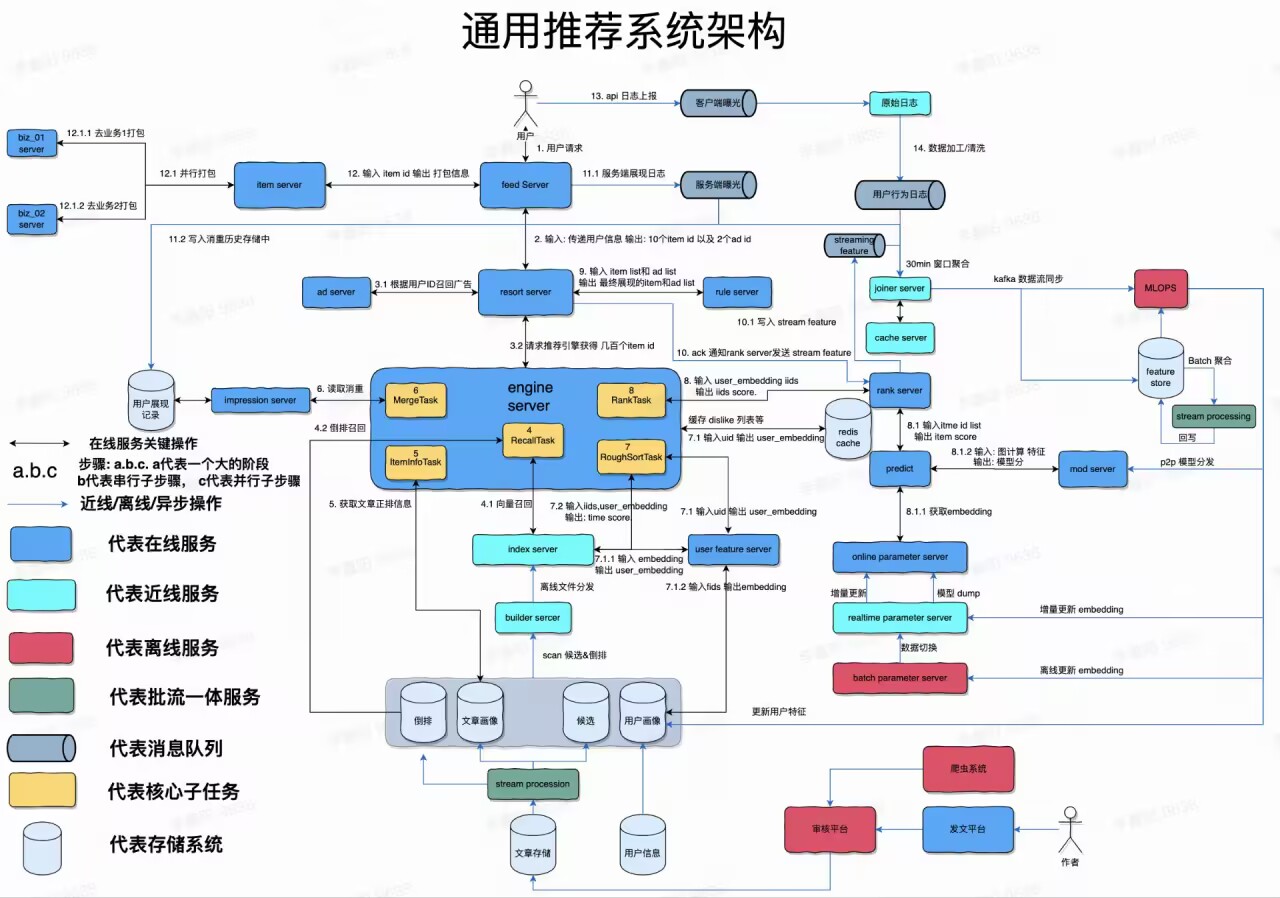 通用推荐系统架构
13. api 日志上报
客户端曝光
原始日志
用户
1. 用户请求
14. 数据加工/清洗
biz_01
server
12.1.1 去业务1打包
12.1 并行打包
item server
12. 输入 item id 输出 打包信息
feed Server
11.1 服务端展现日志
服务端曝光
用户行为日志
biz_02
server
12.1.2 去业务2打包
11.2 写入消重历史存储中
2. 输入: 传递用户信息 输出: 10个item id 以及 2个ad id
streaming
feature
30min 窗口聚合
ad server
3.1 根据用户ID召回广告
resort server
9. 输入 item list和 ad list
输出 最终展现的item和ad list
rule server
joiner server
kafka 数据流同步
MLOPS
10.1 写入 stream feature
cache server
3.2 请求推荐引擎获得 几百个item id
10. ack 通知rank server发送 stream feature
Batch 聚合
feature
store
用户展现
记录
impression server
6. 读取消重
6
MergeTask
engine
server
8
RankTask
8. 输入 user_embedding iids
输出 iids score.
rank server
stream processing
回写
4.2 倒排召回
4
RecallTask
缓存 dislike 列表等
7.1 输入uid 输出 user_embedding
redis
cache
8.1 输入itme id list
输出 item score
5
ItemInfoTask
7
RoughSortTask
predict
8.1.2 输入: 图计算 特征
输出: 模型分
mod server
p2p 模型分发
在线服务关键操作
a.b.c
步骤: a.b.c. a代表一个大的阶段
b代表串行子步骤, c代表并行子步骤
近线/离线/异步操作
5. 获取文章正排信息
4.1 向量召回
7.2 输入iids,user_embedding
输出: time score.
7.1 输入uid 输出 user_embedding
8.1.1 获取embedding
代表在线服务
index server
7.1.1 输入 embedding
输出 user_embedding
user feature server
online parameter server
离线文件分发
7.1.2 输入fids 输出embedding
增量更新
模型 dump
代表近线服务
builder sercer
realtime parameter server
增量更新 embedding
代表离线服务
scan 候选&倒排
数据切换
batch parameter server
离线更新 embedding
代表批流一体服务
倒排
文章画像
候选
用户画像
更新用户特征
代表消息队列
stream procession
爬虫系统
代表核心子任务
审核平台
发文平台
作者
代表存储系统
文章存储
用户信息